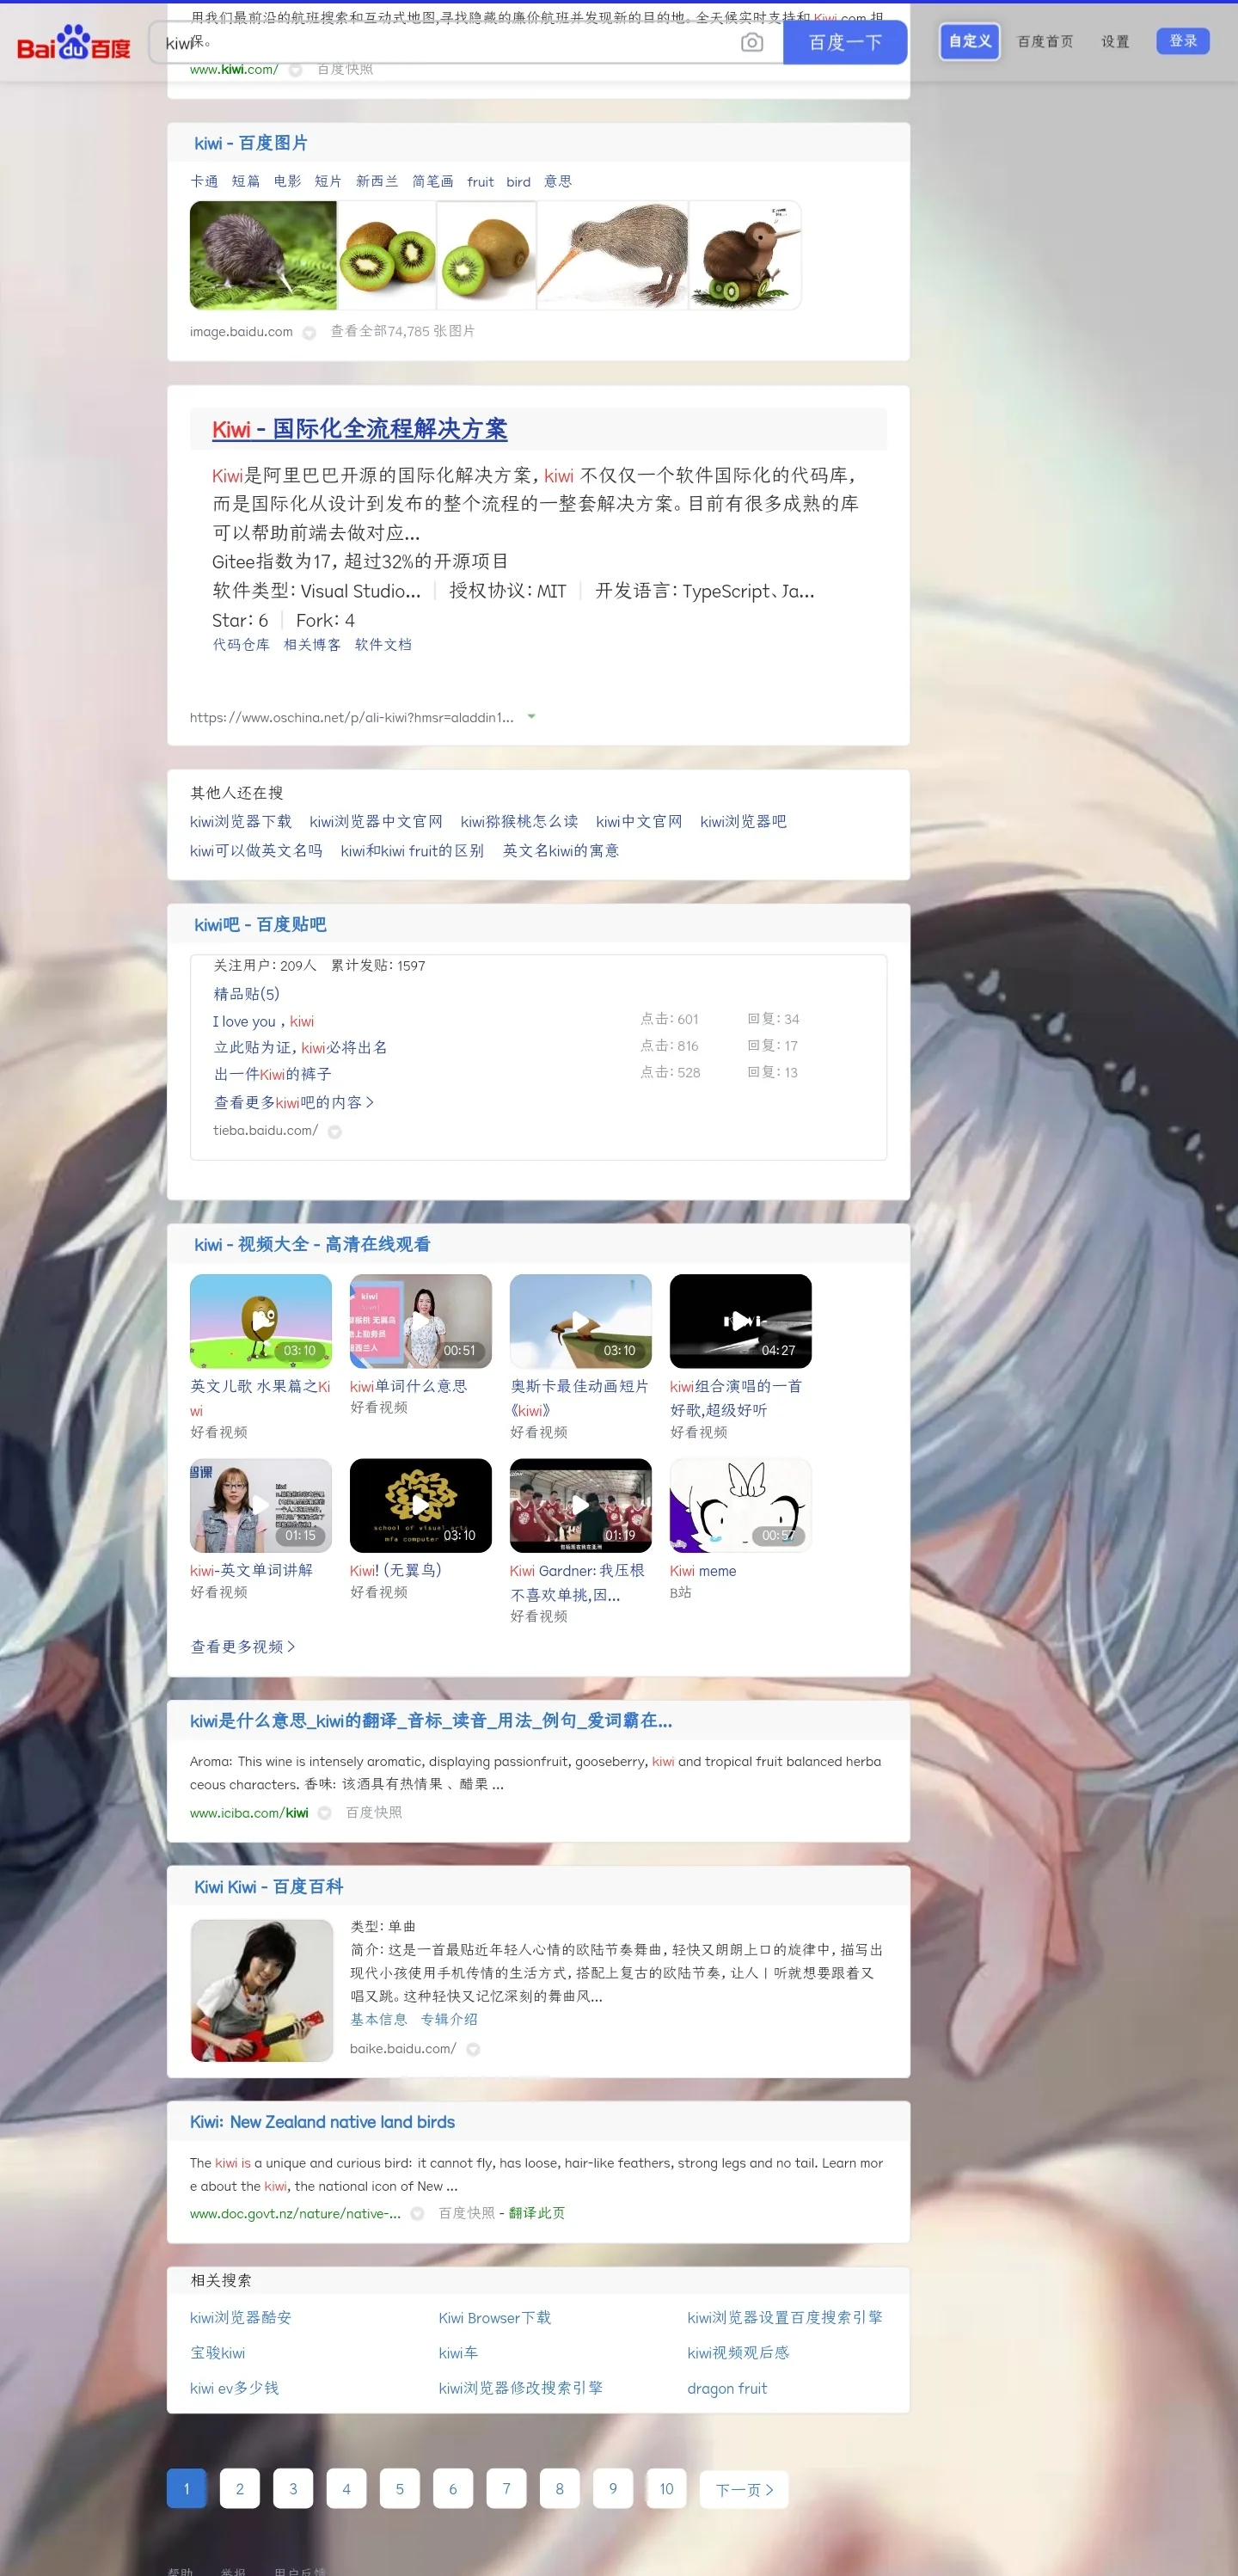 用我们最前沿的航班搜索和互动式地图,寻找隐藏的廉价航班并发现新的目的地。全天候实时支持和 Kiwi.com 担
保。
Bai du 百度
kiwi
百度一下
自定义 百度首页 设置 登录
www.kiwi.com/ 百度快照
kiwi - 百度图片
卡通 短篇 电影 短片 新西兰 简笔画 fruit bird 意思
image.baidu.com 查看全部74,785 张图片
Kiwi - 国际化全流程解决方案
Kiwi是阿里巴巴开源的国际化解决方案, kiwi 不仅仅一个软件国际化的代码库,
而是国际化从设计到发布的整个流程的一整套解决方案。目前有很多成熟的库
可以帮助前端去做对应...
Gitee指数为17, 超过32%的开源项目
软件类型: Visual Studio... | 授权协议: MIT | 开发语言: TypeScript、Ja...
Star: 6 | Fork: 4
代码仓库 相关博客 软件文档
https://www.oschina.net/p/ali-kiwi?hmsr=aladdin1...
其他人还在搜
kiwi浏览器下载 kiwi浏览器中文官网 kiwi猕猴桃怎么读 kiwi中文官网 kiwi浏览器吧
kiwi可以做英文名吗 kiwi和kiwi fruit的区别 英文名kiwi的寓意
kiwi吧 - 百度贴吧
关注用户: 209人 累计发贴: 1597
精品贴(5)
I love you , kiwi 点击: 601 回复: 34
立此贴为证, kiwi必将出名 点击: 816 回复: 17
出一件Kiwi的裤子 点击: 528 回复: 13
查看更多kiwi吧的内容 >
tieba.baidu.com/
kiwi - 视频大全 - 高清在线观看
kiwi
03:10 00:51 03:10 04:27
英文儿歌 水果篇之Ki
wi
好看视频
kiwi单词什么意思
好看视频
奥斯卡最佳动画短片
《kiwi》
好看视频
kiwi组合演唱的一首
好歌,超级好听
好看视频
school of visual arts
mfa computer
01:15 03:10 01:19 00:57
kiwi-英文单词讲解
好看视频
Kiwi! (无翼鸟)
好看视频
Kiwi Gardner: 我压根
不喜欢单挑,因...
好看视频
Kiwi meme
B站
查看更多视频 >
kiwi是什么意思_kiwi的翻译_音标_读音_用法_例句_爱词霸在...
Aroma: This wine is intensely aromatic, displaying passionfruit, gooseberry, kiwi and tropical fruit balanced herba
ceous characters. 香味: 该酒具有热情果 、 醋栗 ...
www.iciba.com/kiwi 百度快照
Kiwi Kiwi - 百度百科
类型: 单曲
简介: 这是一首最贴近年轻人心情的欧陆节奏舞曲, 轻快又朗朗上口的旋律中, 描写出
现代小孩使用手机传情的生活方式, 搭配上复古的欧陆节奏, 让人丨听就想要跟着又
唱又跳。这种轻快又记忆深刻的舞曲风...
基本信息 专辑介绍
baike.baidu.com/
Kiwi: New Zealand native land birds
The kiwi is a unique and curious bird: it cannot fly, has loose, hair-like feathers, strong legs and no tail. Learn mor
e about the kiwi, the national icon of New ...
www.doc.govt.nz/nature/native-... 百度快照 - 翻译此页
相关搜索
kiwi浏览器酷安 Kiwi Browser下载 kiwi浏览器设置百度搜索引擎
宝骏kiwi kiwi车 kiwi视频观后感
kiwi ev多少钱 kiwi浏览器修改搜索引擎 dragon fruit
1 2 3 4 5 6 7 8 9 10 下一页 >
帮助 举报 用户反馈